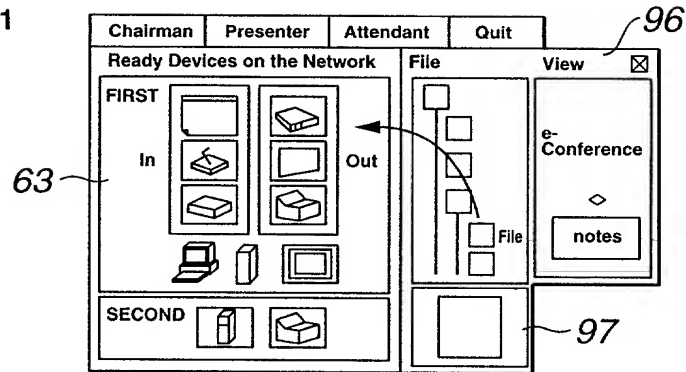 1
96
Chairman Presenter Attendant Quit
Ready Devices on the Network
File
View
FIRST
In
Out
63
e-
Conference
File
notes
SECOND
97